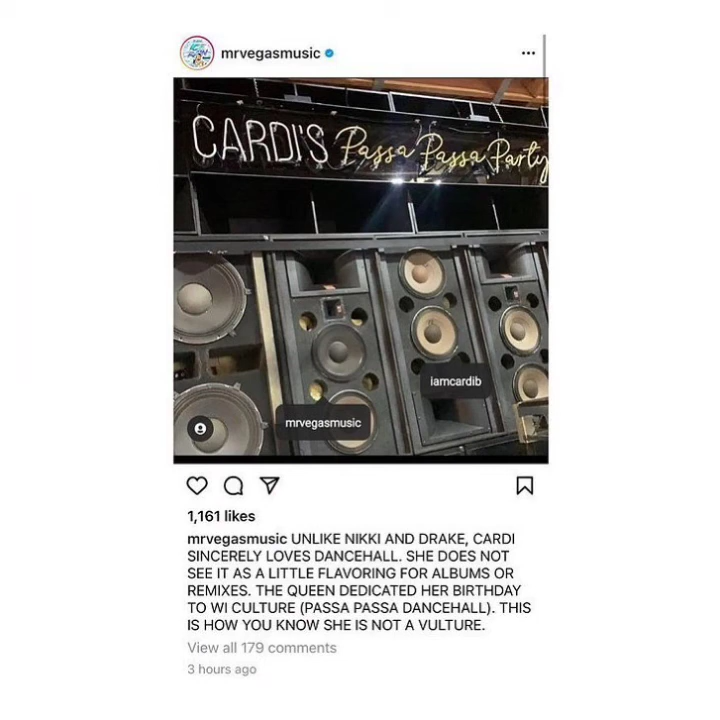 mrvegasmusic
CARDI'S Passa Passa Party
iamcardib
mrvegasmusic
1,161 likes
mrvegasmusic UNLIKE NIKKI AND DRAKE, CARDI
SINCERELY LOVES DANCEHALL. SHE DOES NOT
SEE IT AS A LITTLE FLAVORING FOR ALBUMS OR
REMIXES. THE QUEEN DEDICATED HER BIRTHDAY
TO WI CULTURE (PASSA PASSA DANCEHALL). THIS
IS HOW YOU KNOW SHE IS NOT A VULTURE.
View all 179 comments
3 hours ago